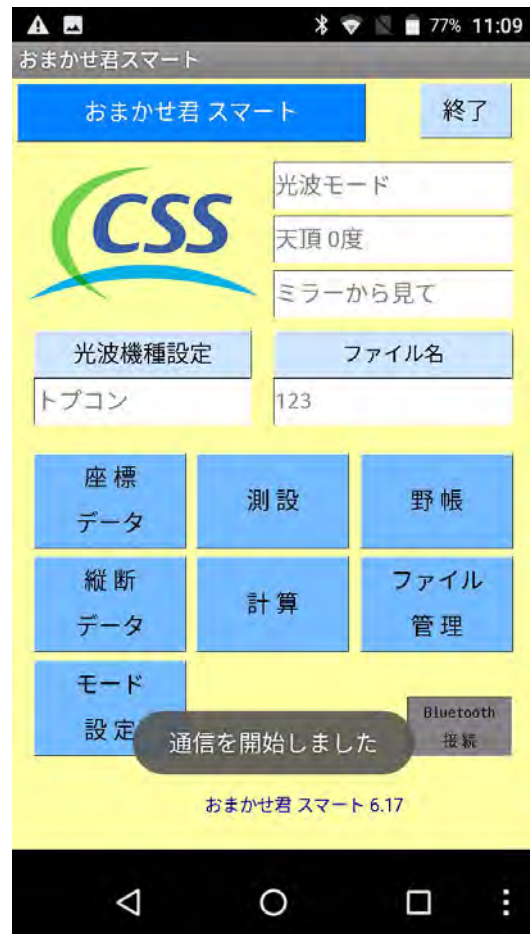 77% 11:09
おまかせ君スマート
おまかせ君 スマート
終了
CSS
光波モード
天頂 0度
ミラーから見て
光波機種設定
ファイル名
トプコン
123
座標
データ
測設
野帳
縦断
データ
計算
ファイル
管理
モード
設定
Bluetooth
接続
通信を開始しました
おまかせ君 スマート 6.17